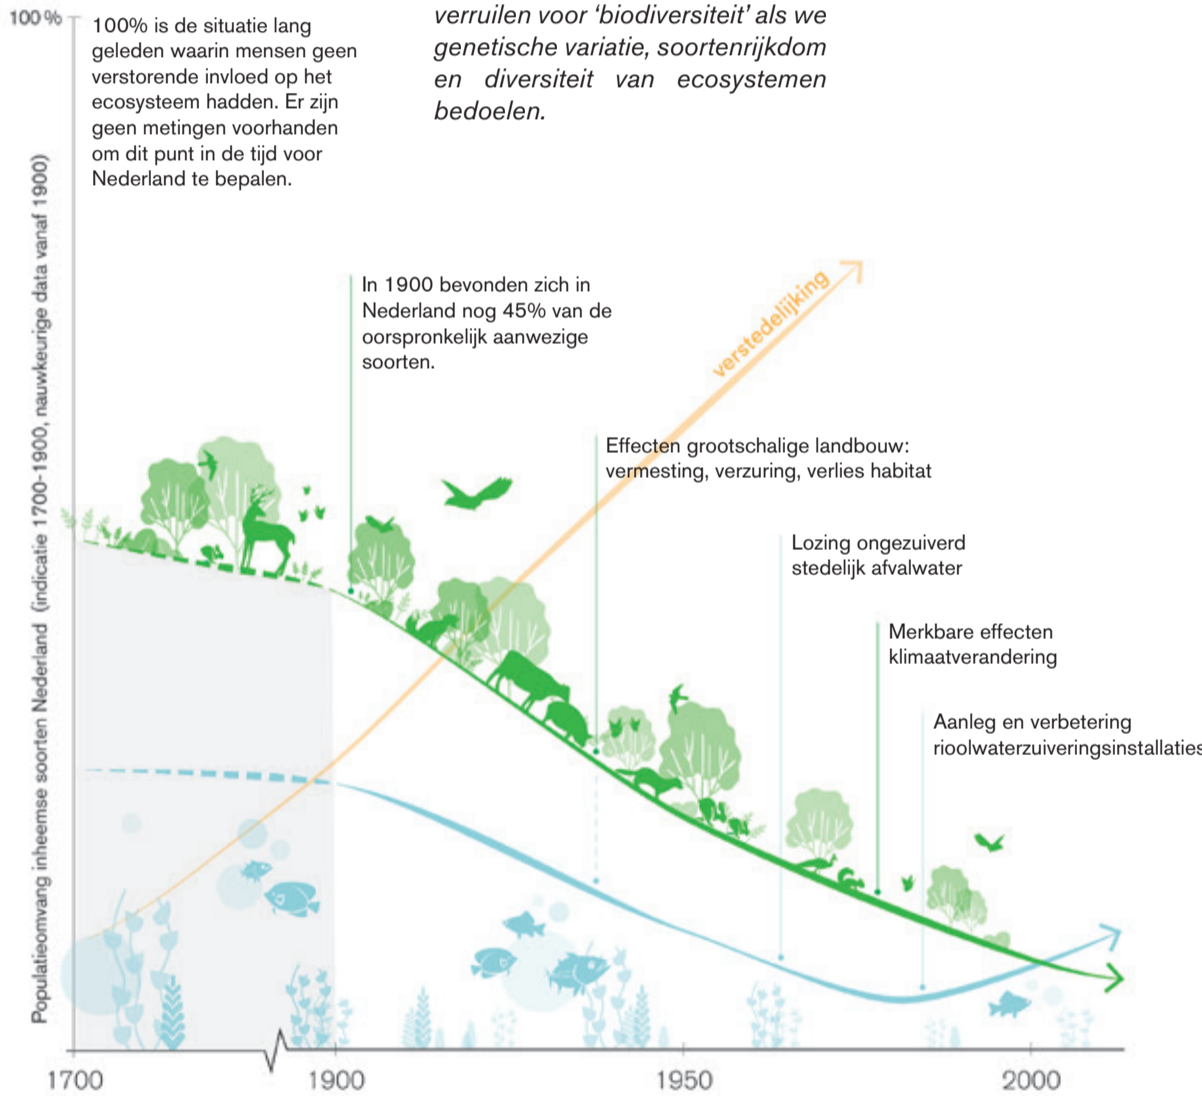 100%
100% is de situatie lang
geleden waarin mensen geen
verstorende invloed op het
ecosysteem hadden. Er zijn
geen metingen voorhanden
om dit punt in de tijd voor
Nederland te bepalen.
verruilen voor ‘biodiversiteit’ als we
genetische variatie, soortenrijkdom
en diversiteit van ecosystemen
bedoelen.
Populatieomvang inheemse soorten Nederland (indicatie 1700-1900, nauwkeurige data vanaf 1900)
In 1900 bevonden zich in
Nederland nog 45% van de
oorspronkelijk aanwezige
soorten.
verstedelijking
Effecten grootschalige landbouw:
vermesting, verzuring, verlies habitat
Lozing ongezuiverd
stedelijk afvalwater
Merkbare effecten
klimaatverandering
Aanleg en verbetering
rioolwaterzuiveringsinstallaties
1700
1900
1950
2000